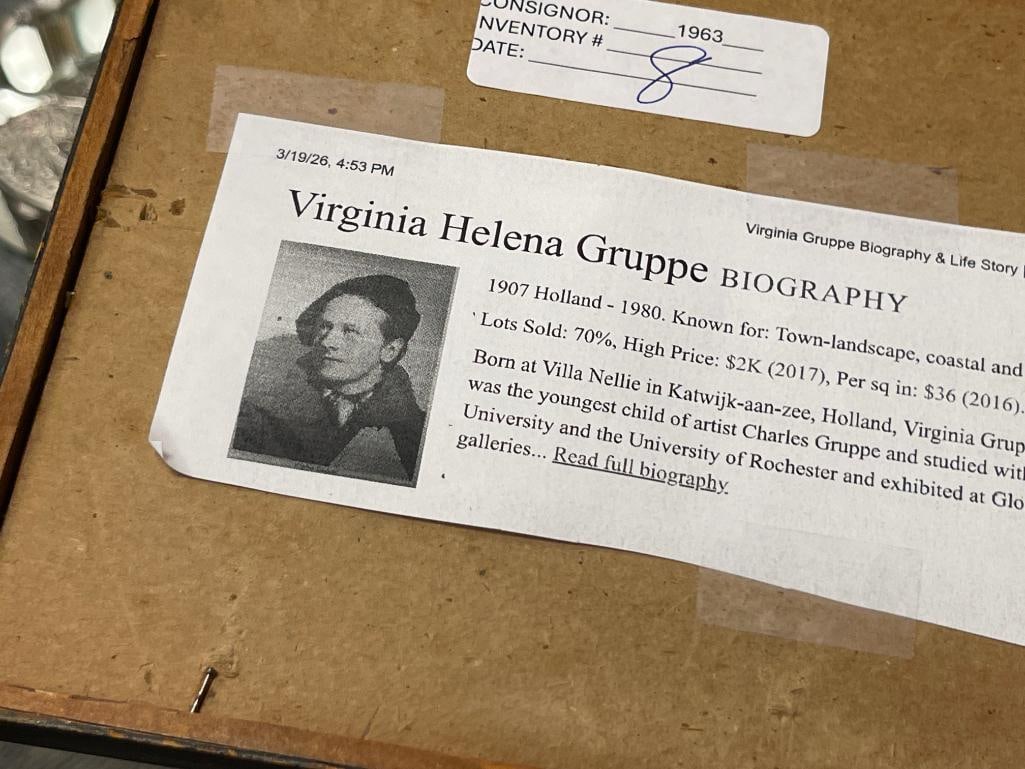 CONSIGNOR: ______1963____
INVENTORY # 8
DATE:
3/19/26, 4:53 PM
Virginia Gruppe Biography & Life Story
Virginia Helena Gruppe BIOGRAPHY
1907 Holland - 1980. Known for: Town-landscape, coastal and
Lots Sold: 70%, High Price: $2K (2017), Per sq in: $36 (2016).
Born at Villa Nellie in Katwijk-aan-zee, Holland, Virginia Grup
was the youngest child of artist Charles Gruppe and studied with
University and the University of Rochester and exhibited at Glo
galleries... Read full biography.